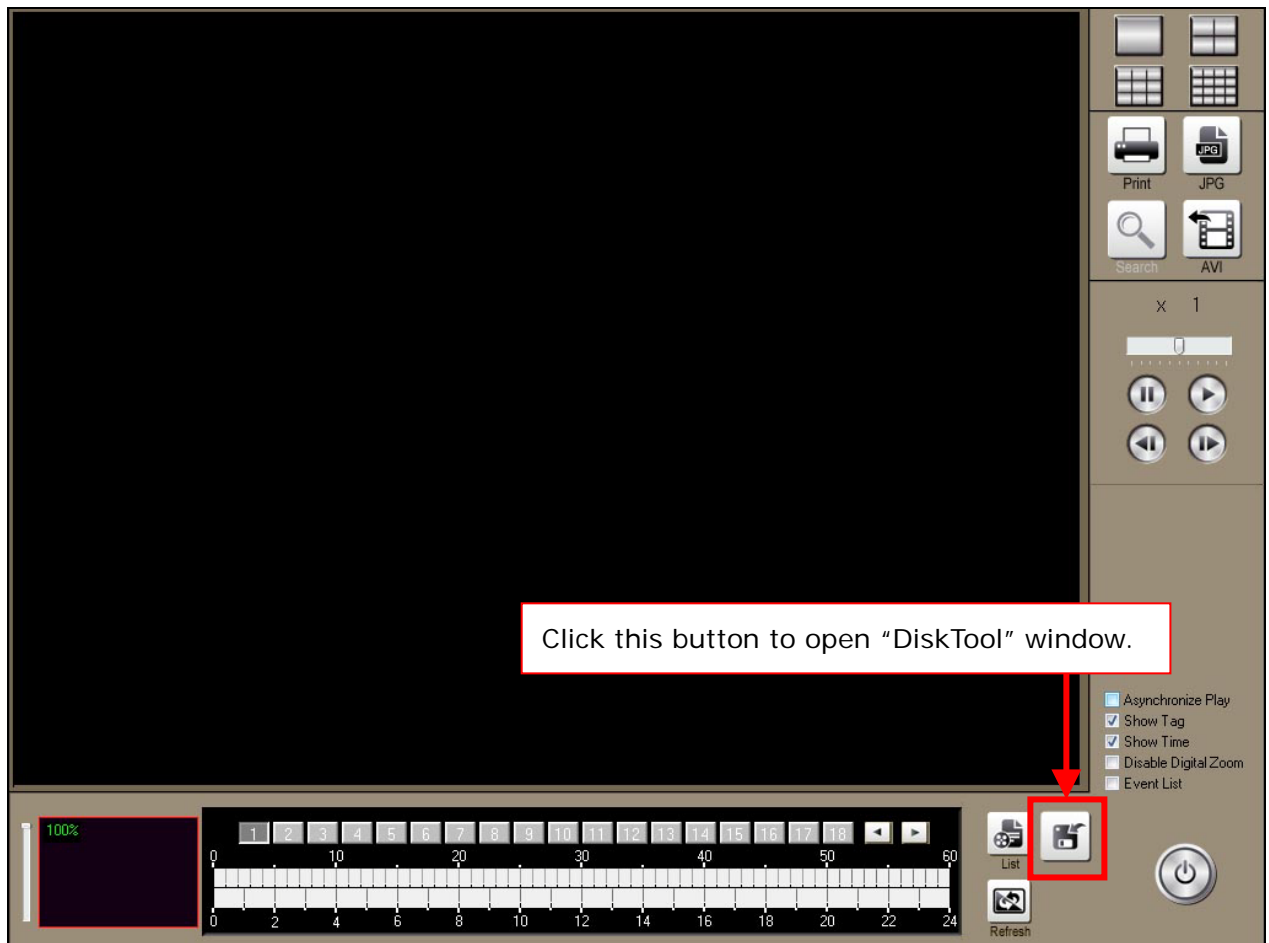 JPG
Print JPG
Search AVI
x 1
Click this button to open “DiskTool” window.
Asynchronize Play
Show Tag
Show Time
Disable Digital Zoom
Event List
100%
1 2 3 4 5 6 7 8 9 10 11 12 13 14 15 16 17 18
0 10 20 30 40 50 60
0 2 4 6 8 10 12 14 16 18 20 22 24
List
Refresh